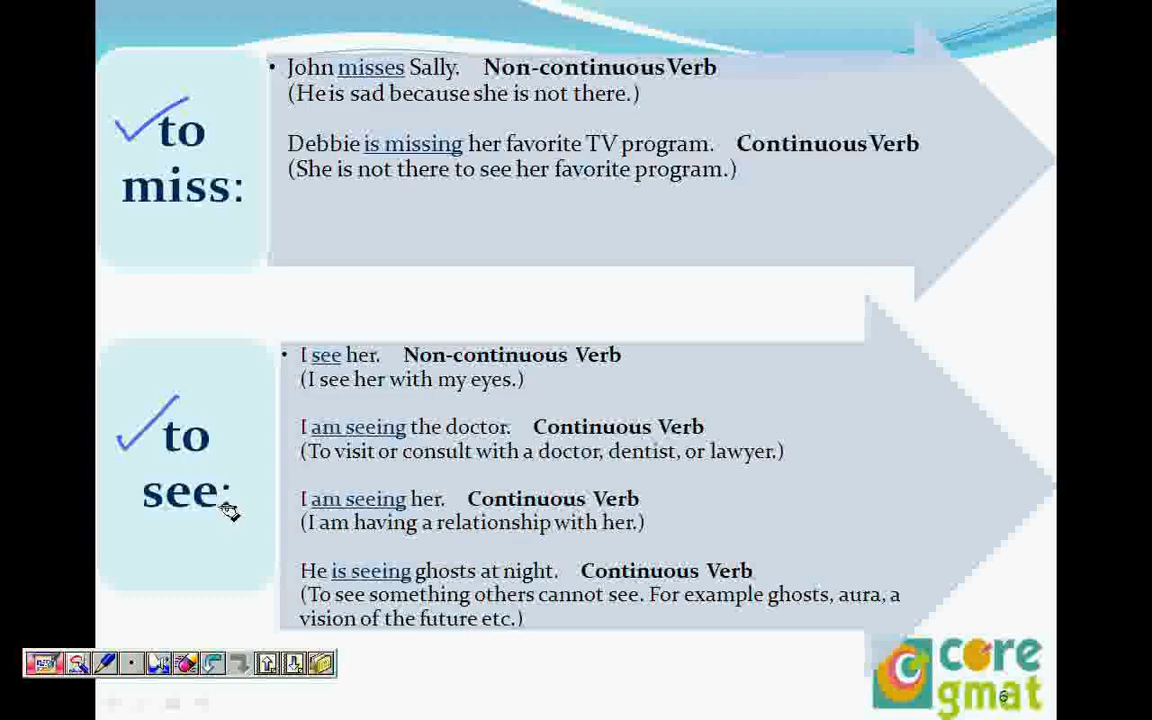 to
miss:
• John misses Sally. Non-continuous Verb
(He is sad because she is not there.)
Debbie is missing her favorite TV program. Continuous Verb
(She is not there to see her favorite program.)
to
see:
• I see her. Non-continuous Verb
(I see her with my eyes.)
I am seeing the doctor. Continuous Verb
(To visit or consult with a doctor, dentist, or lawyer.)
I am seeing her. Continuous Verb
(I am having a relationship with her.)
He is seeing ghosts at night. Continuous Verb
(To see something others cannot see. For example ghosts, aura, a
vision of the future etc.)
core
gmat
6